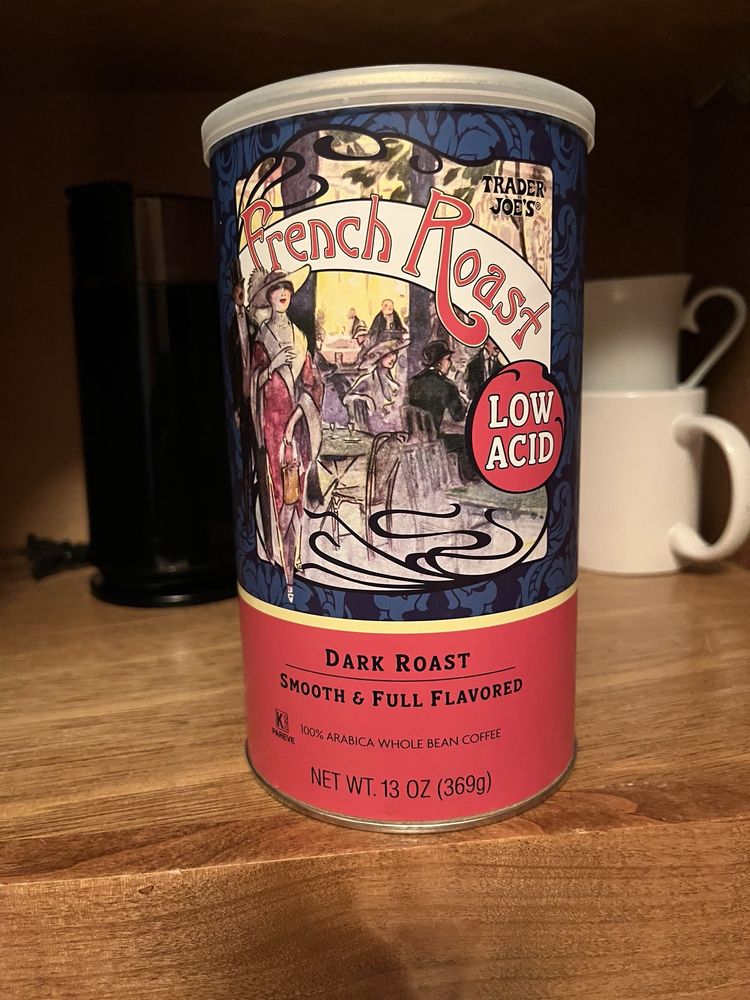 TRADER
JOE'S®
French Roast
LOW
ACID
DARK ROAST
SMOOTH & FULL FLAVORED
K
PAREVE
100% ARABICA WHOLE BEAN COFFEE
NET WT. 13 OZ (369g)